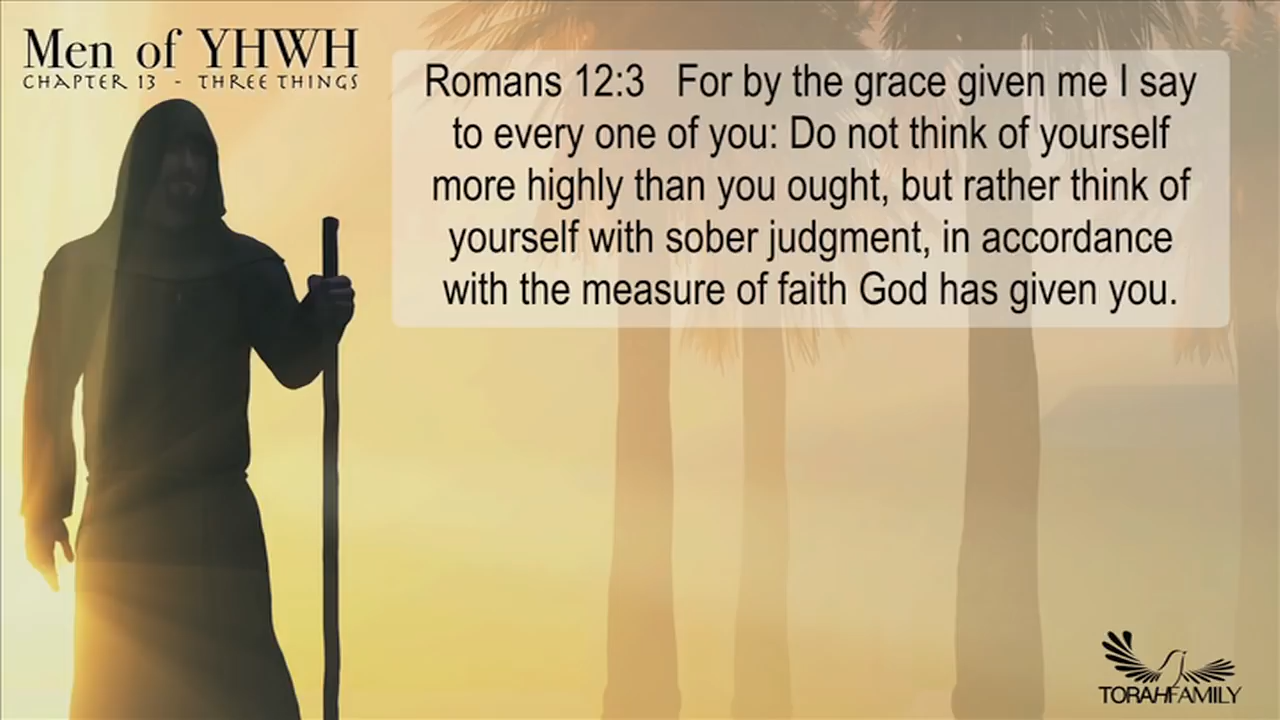 Men of YHWH
CHAPTER 13 - THREE THINGS
Romans 12:3 For by the grace given me I say
to every one of you: Do not think of yourself
more highly than you ought, but rather think of
yourself with sober judgment, in accordance
with the measure of faith God has given you.
TORAHFAMILY